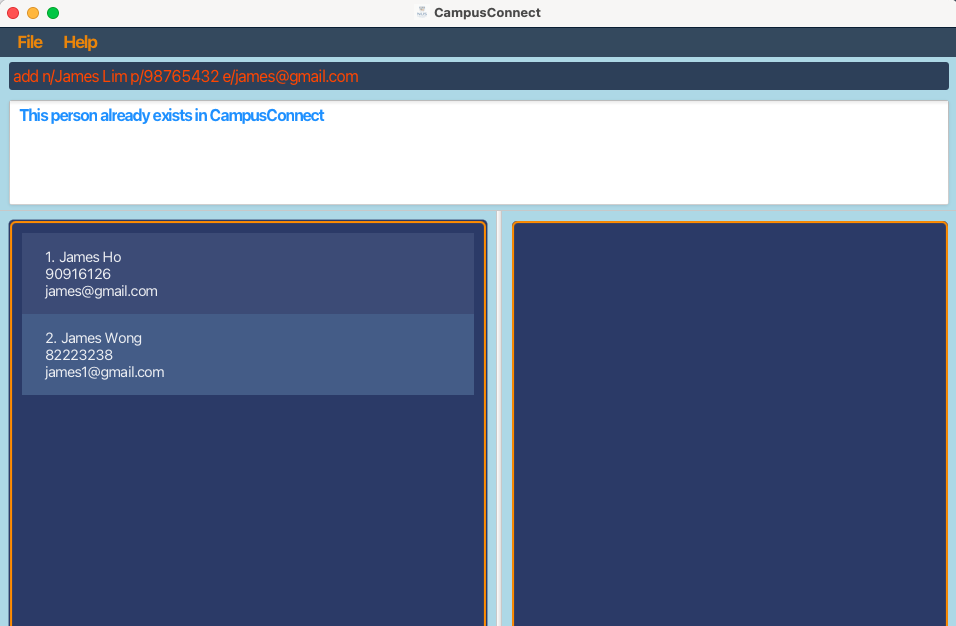 CampusConnect
File Help
add n/James Lim p/98765432 e/james@gmail.com
This person already exists in CampusConnect
1. James Ho
90916126
james@gmail.com
2. James Wong
82223238
james1@gmail.com